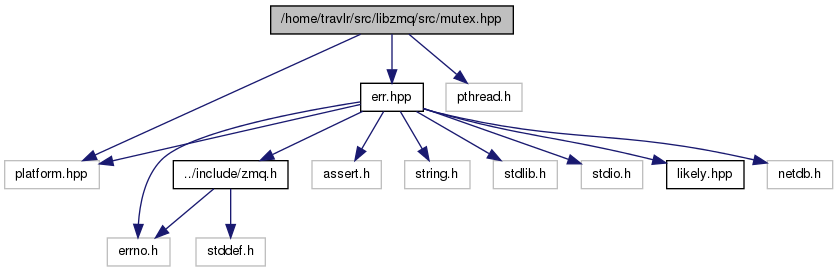 /home/travlr/src/libzmq/src/mutex.hpp
err.hpp
pthread.h
platform.hpp
../include/zmq.h
assert.h
string.h
stdlib.h
stdio.h
likely.hpp
netdb.h
errno.h
stddef.h